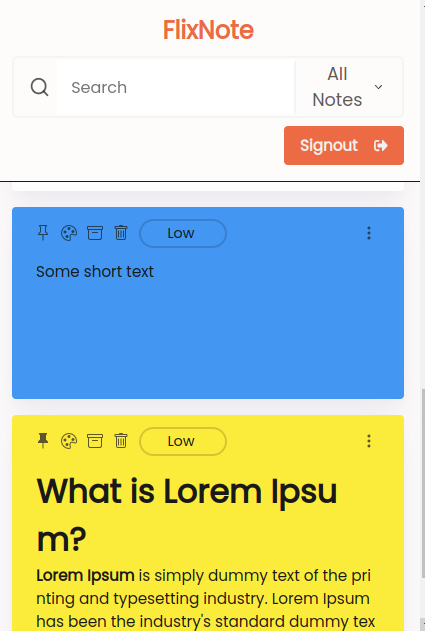 FlixNote
Search
All
Notes
Signout
Low
Some short text
Low
What is Lorem Ipsu
m?
Lorem Ipsum is simply dummy text of the pri
nting and typesetting industry. Lorem Ipsum
has been the industry's standard dummy tex